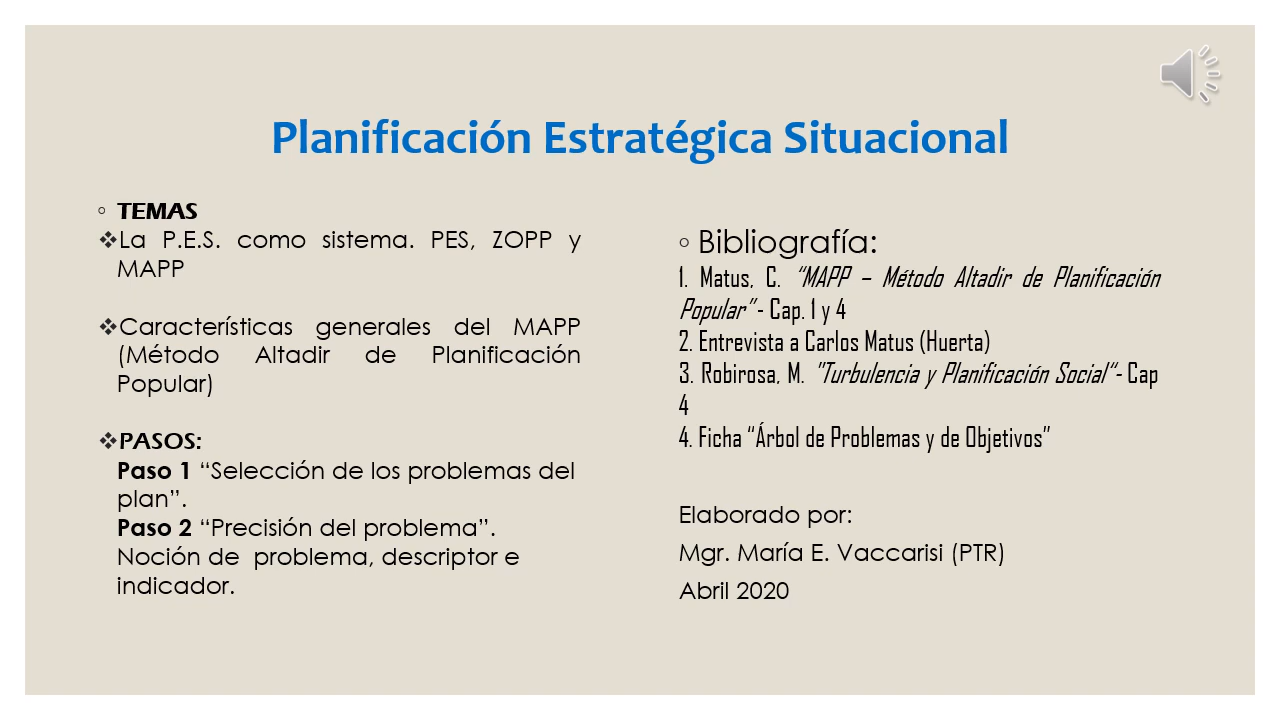 Planificación Estratégica Situacional
◦ TEMAS
❖La P.E.S. como sistema. PES, ZOPP y
MAPP
❖Características generales del MAPP
(Método Altadir de Planificación
Popular)
❖PASOS:
Paso 1 “Selección de los problemas del
plan”.
Paso 2 “Precisión del problema”.
Noción de problema, descriptor e
indicador.
◦ Bibliografía:
1. Matus, C. “MAPP – Método Altadir de Planificación
Popular”- Cap. 1 y 4
2. Entrevista a Carlos Matus (Huerta)
3. Robirosa, M. ”Turbulencia y Planificación Social“- Cap
4
4. Ficha “Árbol de Problemas y de Objetivos”
Elaborado por:
Mgr. María E. Vaccarisi (PTR)
Abril 2020